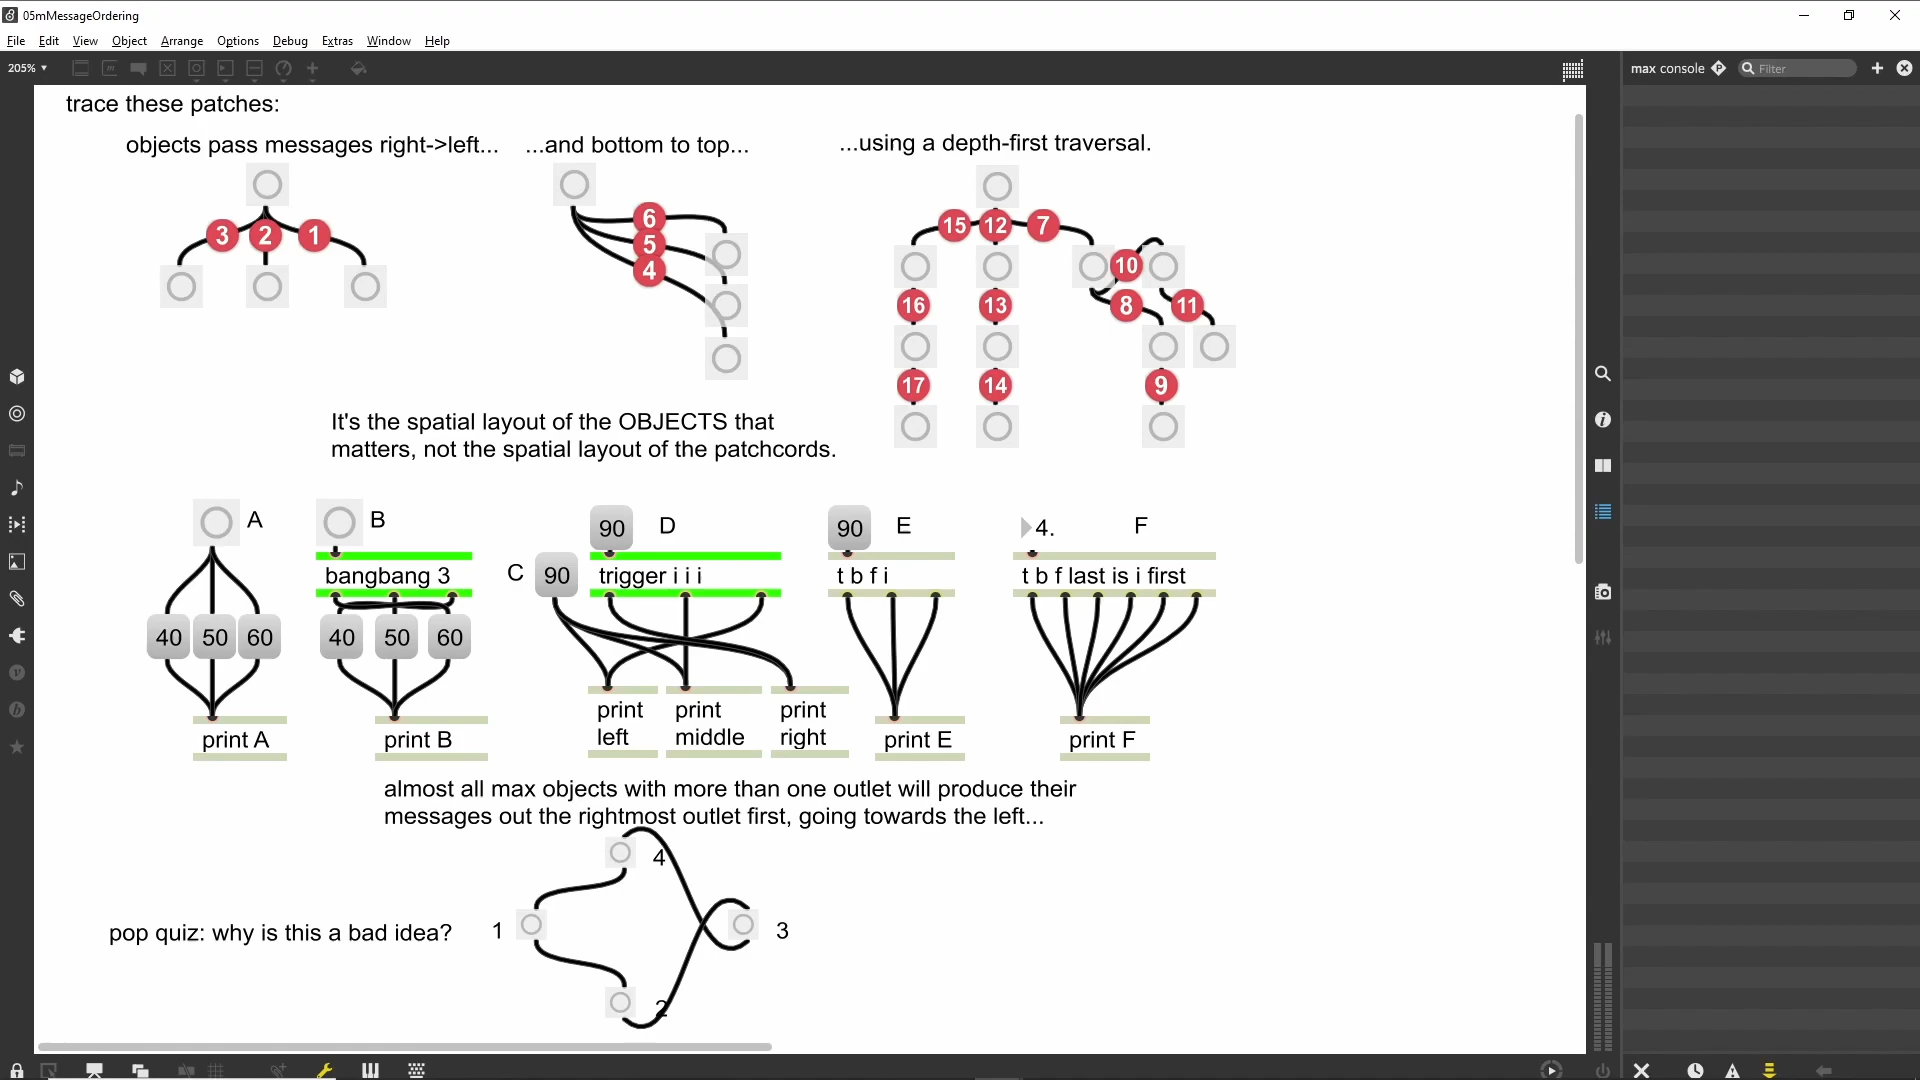 05mMessageOrdering
File Edit View Object Arrange Options Debug Extras Window Help
205%
max console
Filter
trace these patches:
objects pass messages right->left...
...and bottom to top...
...using a depth-first traversal.
3 2 1
6
5
4
15 12 7
10
16 13 8 11
17 14 9
It's the spatial layout of the OBJECTS that
matters, not the spatial layout of the patchcords.
A
B
90 D
90 E
4. F
bangbang 3
C 90
trigger i i i
t b f i
t b f last is i first
40 50 60
40 50 60
print A
print B
print
left
print
middle
print
right
print E
print F
almost all max objects with more than one outlet will produce their
messages out the rightmost outlet first, going towards the left...
4
pop quiz: why is this a bad idea?
1
3
2